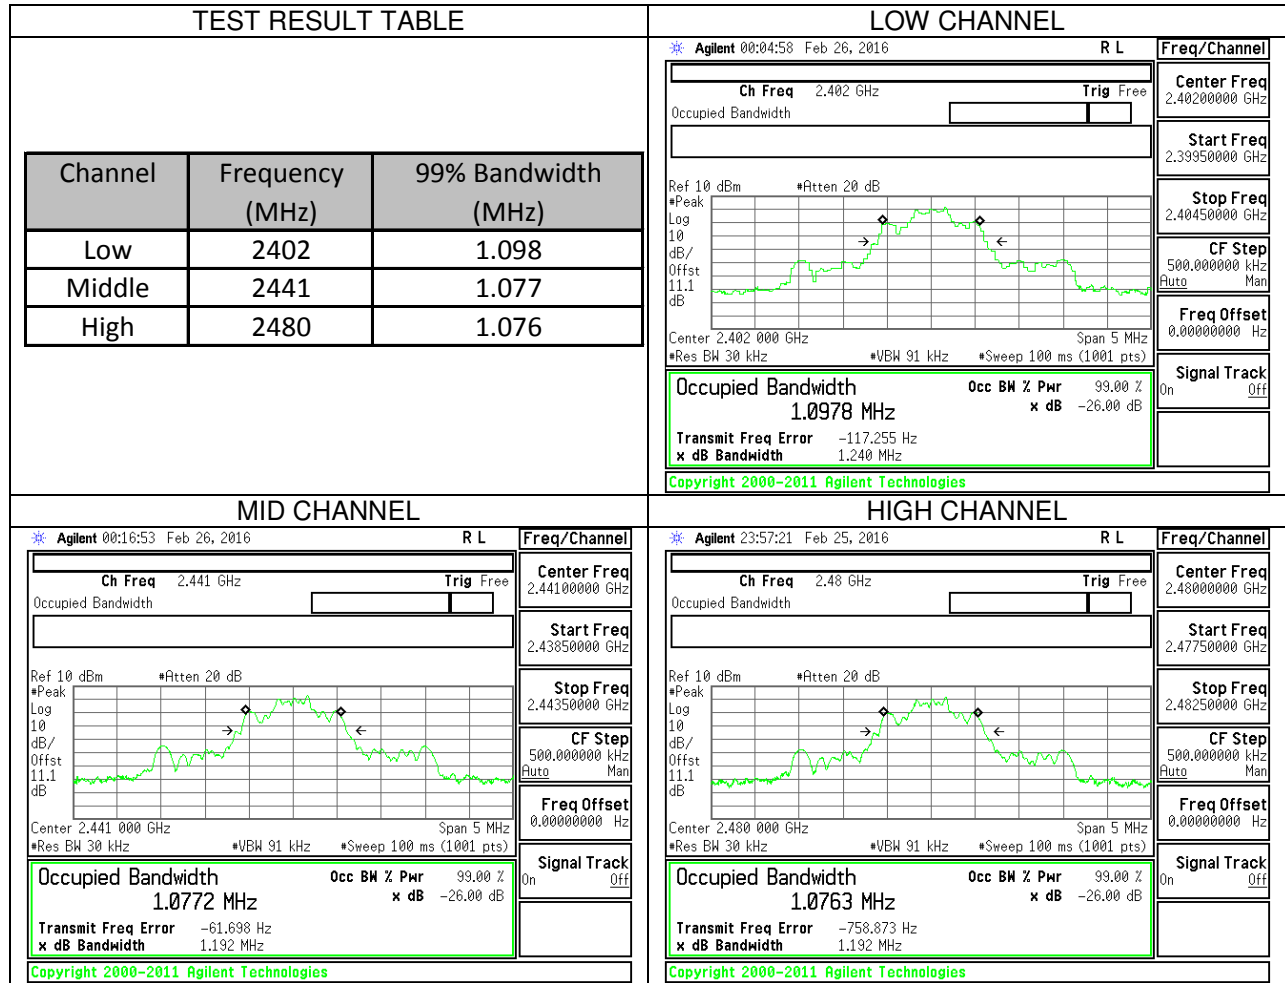 TEST RESULT TABLE
Channel Frequency (MHz) 99% Bandwidth (MHz)
Low 2402 1.098
Middle 2441 1.077
High 2480 1.076
LOW CHANNEL
Agilent 00:04:58 Feb 26, 2016 R L
Ch Freq 2.402 GHz Trig Free
Occupied Bandwidth
Ref 10 dBm #Atten 20 dB
#Peak
Log
10
dB/
Offst
11.1
dB
Center 2.402 000 GHz Span 5 MHz
#Res BW 30 kHz #VBW 91 kHz #Sweep 100 ms (1001 pts)
Occupied Bandwidth Occ BW % Pwr 99.00 %
1.0978 MHz x dB -26.00 dB
Transmit Freq Error -117.255 Hz
x dB Bandwidth 1.240 MHz
Copyright 2000-2011 Agilent Technologies
Freq/Channel
Center Freq
2.40200000 GHz
Start Freq
2.39950000 GHz
Stop Freq
2.40450000 GHz
CF Step
500.000000 kHz
Auto Man
Freq Offset
0.00000000 Hz
Signal Track
On Off
MID CHANNEL
Agilent 00:16:53 Feb 26, 2016 R L
Ch Freq 2.441 GHz Trig Free
Occupied Bandwidth
Ref 10 dBm #Atten 20 dB
#Peak
Log
10
dB/
Offst
11.1
dB
Center 2.441 000 GHz Span 5 MHz
#Res BW 30 kHz #VBW 91 kHz #Sweep 100 ms (1001 pts)
Occupied Bandwidth Occ BW % Pwr 99.00 %
1.0772 MHz x dB -26.00 dB
Transmit Freq Error -61.698 Hz
x dB Bandwidth 1.192 MHz
Copyright 2000-2011 Agilent Technologies
Freq/Channel
Center Freq
2.44100000 GHz
Start Freq
2.43850000 GHz
Stop Freq
2.44350000 GHz
CF Step
500.000000 kHz
Auto Man
Freq Offset
0.00000000 Hz
Signal Track
On Off
HIGH CHANNEL
Agilent 23:57:21 Feb 25, 2016 R L
Ch Freq 2.48 GHz Trig Free
Occupied Bandwidth
Ref 10 dBm #Atten 20 dB
#Peak
Log
10
dB/
Offst
11.1
dB
Center 2.480 000 GHz Span 5 MHz
#Res BW 30 kHz #VBW 91 kHz #Sweep 100 ms (1001 pts)
Occupied Bandwidth Occ BW % Pwr 99.00 %
1.0763 MHz x dB -26.00 dB
Transmit Freq Error -758.873 Hz
x dB Bandwidth 1.192 MHz
Copyright 2000-2011 Agilent Technologies
Freq/Channel
Center Freq
2.48000000 GHz
Start Freq
2.47750000 GHz
Stop Freq
2.48250000 GHz
CF Step
500.000000 kHz
Auto Man
Freq Offset
0.00000000 Hz
Signal Track
On Off